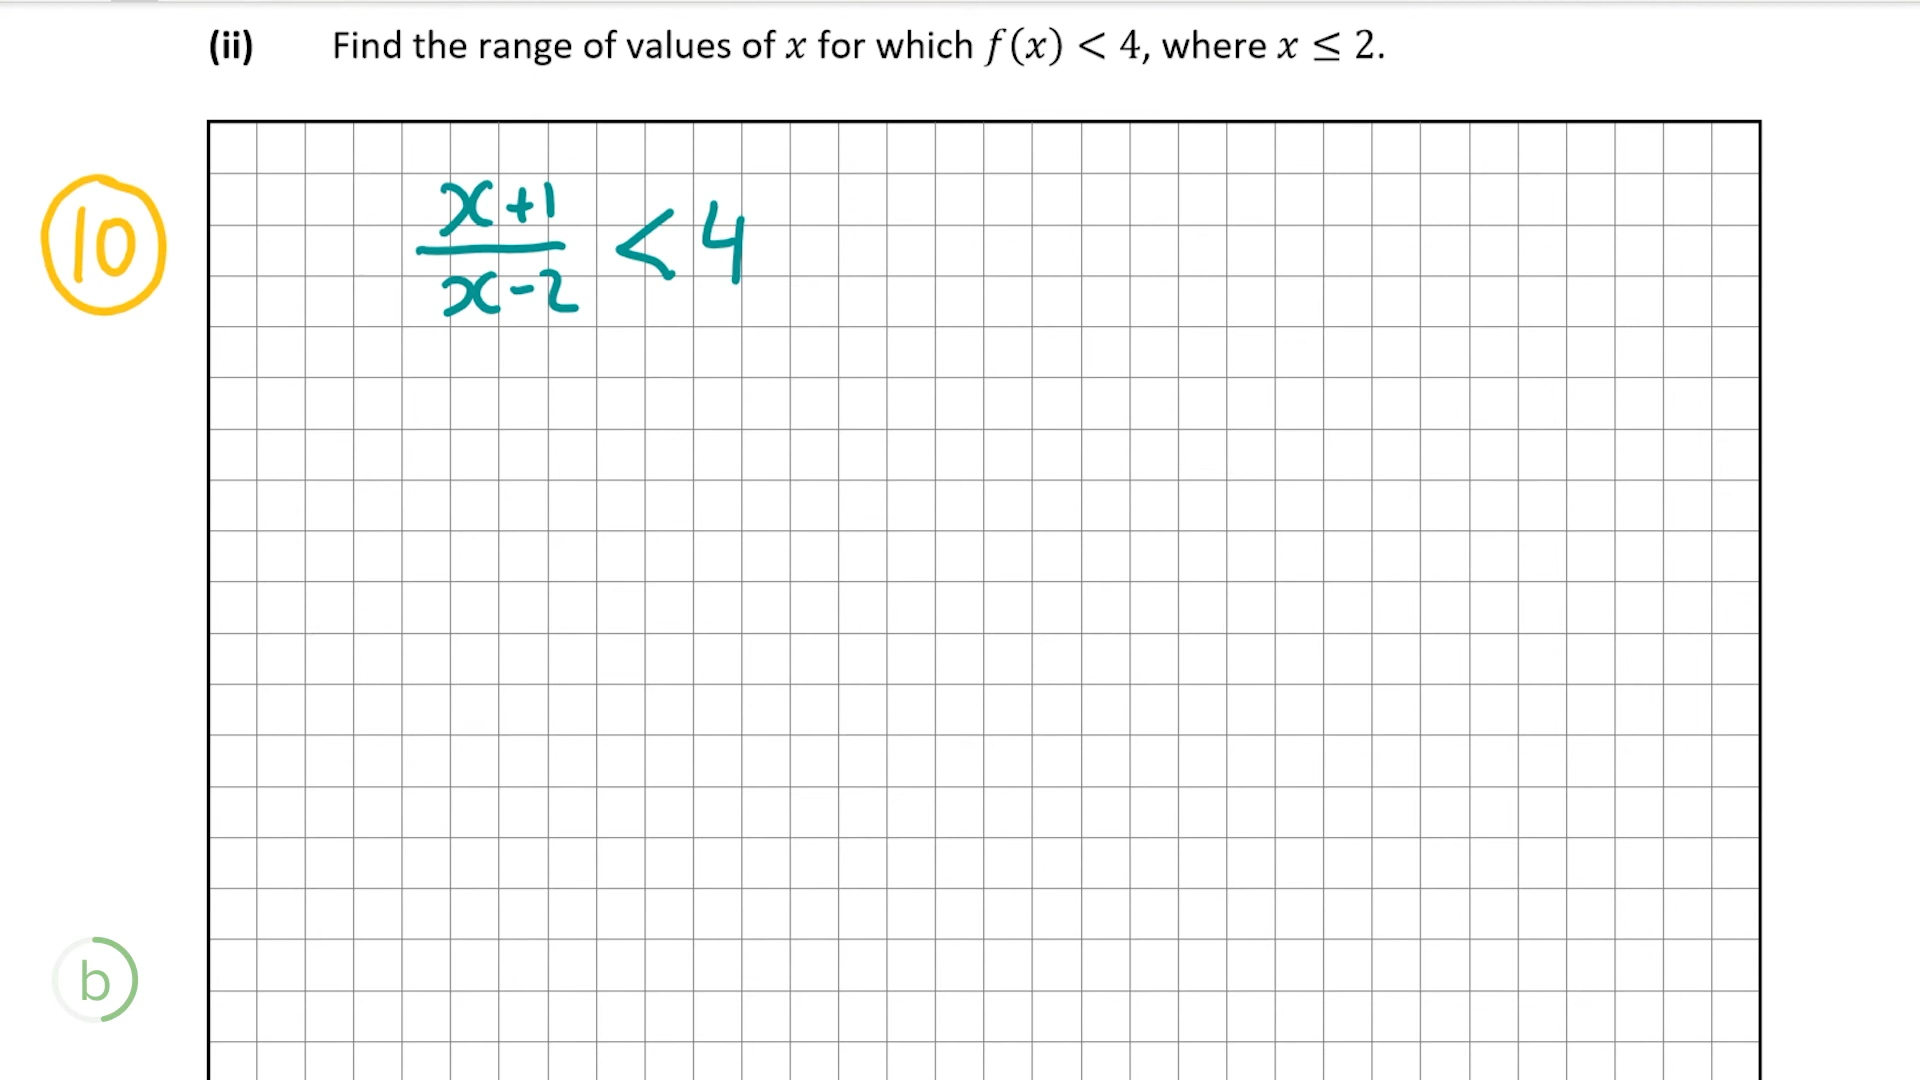 (ii) Find the range of values of x for which f(x) < 4, where x ≤ 2.
10
x+1
x-2 < 4
b